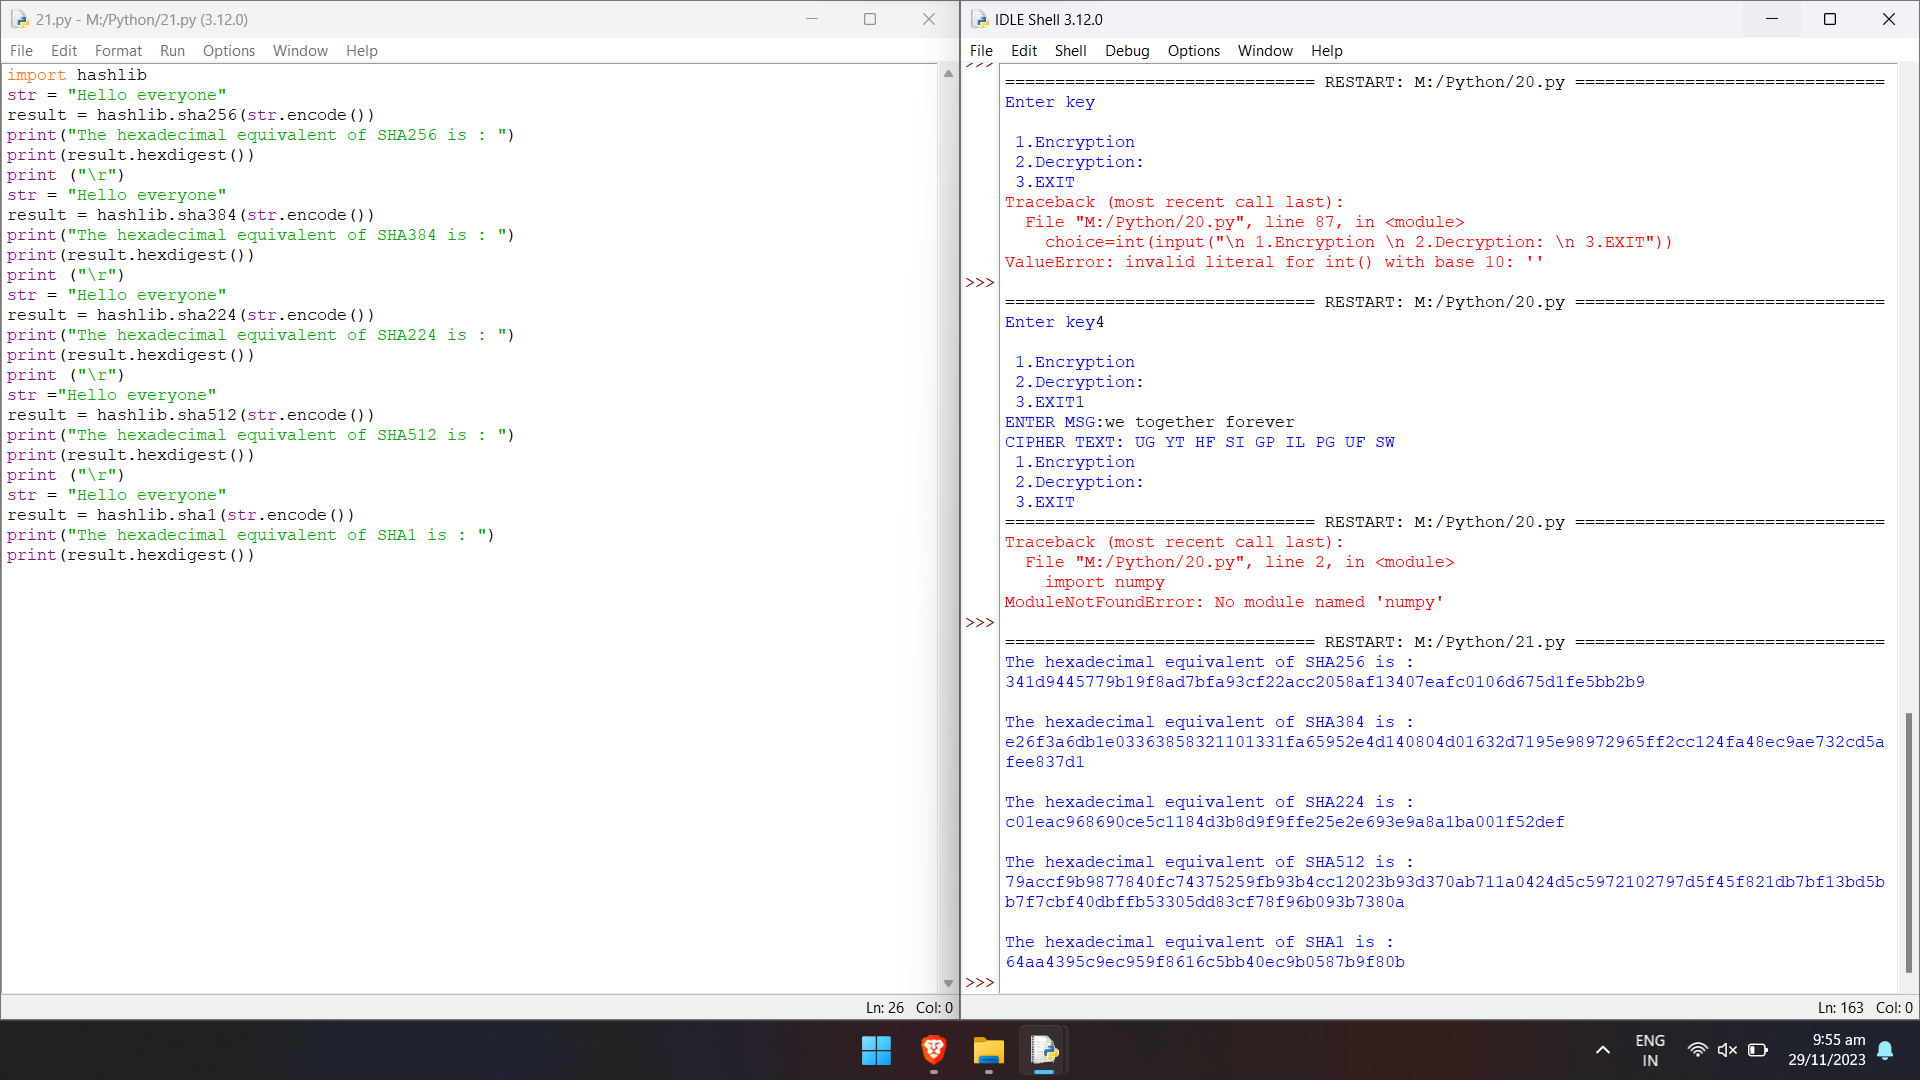 21.py - M:/Python/21.py (3.12.0)
File Edit Format Run Options Window Help
import hashlib
str = "Hello everyone"
result = hashlib.sha256(str.encode())
print("The hexadecimal equivalent of SHA256 is : ")
print(result.hexdigest())
print ("\r")
str = "Hello everyone"
result = hashlib.sha384(str.encode())
print("The hexadecimal equivalent of SHA384 is : ")
print(result.hexdigest())
print ("\r")
str = "Hello everyone"
result = hashlib.sha224(str.encode())
print("The hexadecimal equivalent of SHA224 is : ")
print(result.hexdigest())
print ("\r")
str ="Hello everyone"
result = hashlib.sha512(str.encode())
print("The hexadecimal equivalent of SHA512 is : ")
print(result.hexdigest())
print ("\r")
str = "Hello everyone"
result = hashlib.sha1(str.encode())
print("The hexadecimal equivalent of SHA1 is : ")
print(result.hexdigest())
Ln: 26 Col: 0
IDLE Shell 3.12.0
File Edit Shell Debug Options Window Help
>>>
=============================== RESTART: M:/Python/20.py ===============================
Enter key
1.Encryption
2.Decryption:
3.EXIT
Traceback (most recent call last):
File "M:/Python/20.py", line 87, in <module>
choice=int(input("\n 1.Encryption \n 2.Decryption: \n 3.EXIT"))
ValueError: invalid literal for int() with base 10: ''
>>>
=============================== RESTART: M:/Python/20.py ===============================
Enter key4
1.Encryption
2.Decryption:
3.EXIT1
ENTER MSG:we together forever
CIPHER TEXT: UG YT HF SI GP IL PG UF SW
1.Encryption
2.Decryption:
3.EXIT
=============================== RESTART: M:/Python/20.py ===============================
Traceback (most recent call last):
File "M:/Python/20.py", line 2, in <module>
import numpy
ModuleNotFoundError: No module named 'numpy'
>>>
=============================== RESTART: M:/Python/21.py ===============================
The hexadecimal equivalent of SHA256 is :
341d9445779b19f8ad7bfa93cf22acc2058af13407eafc0106d675d1fe5bb2b9
The hexadecimal equivalent of SHA384 is :
e26f3a6db1e03363858321101331fa65952e4d140804d01632d7195e98972965ff2cc124fa48ec9ae732cd5a
fee837d1
The hexadecimal equivalent of SHA224 is :
c01eac968690ce5c1184d3b8d9f9ffe25e2e693e9a8a1ba001f52def
The hexadecimal equivalent of SHA512 is :
79accf9b9877840fc74375259fb93b4cc12023b93d370ab711a0424d5c5972102797d5f45f821db7bf13bd5b
b7f7cbf40dbffb53305dd83cf78f96b093b7380a
The hexadecimal equivalent of SHA1 is :
64aa4395c9ec959f8616c5bb40ec9b0587b9f80b
>>>
Ln: 163 Col: 0
ENG
IN
9:55 am
29/11/2023